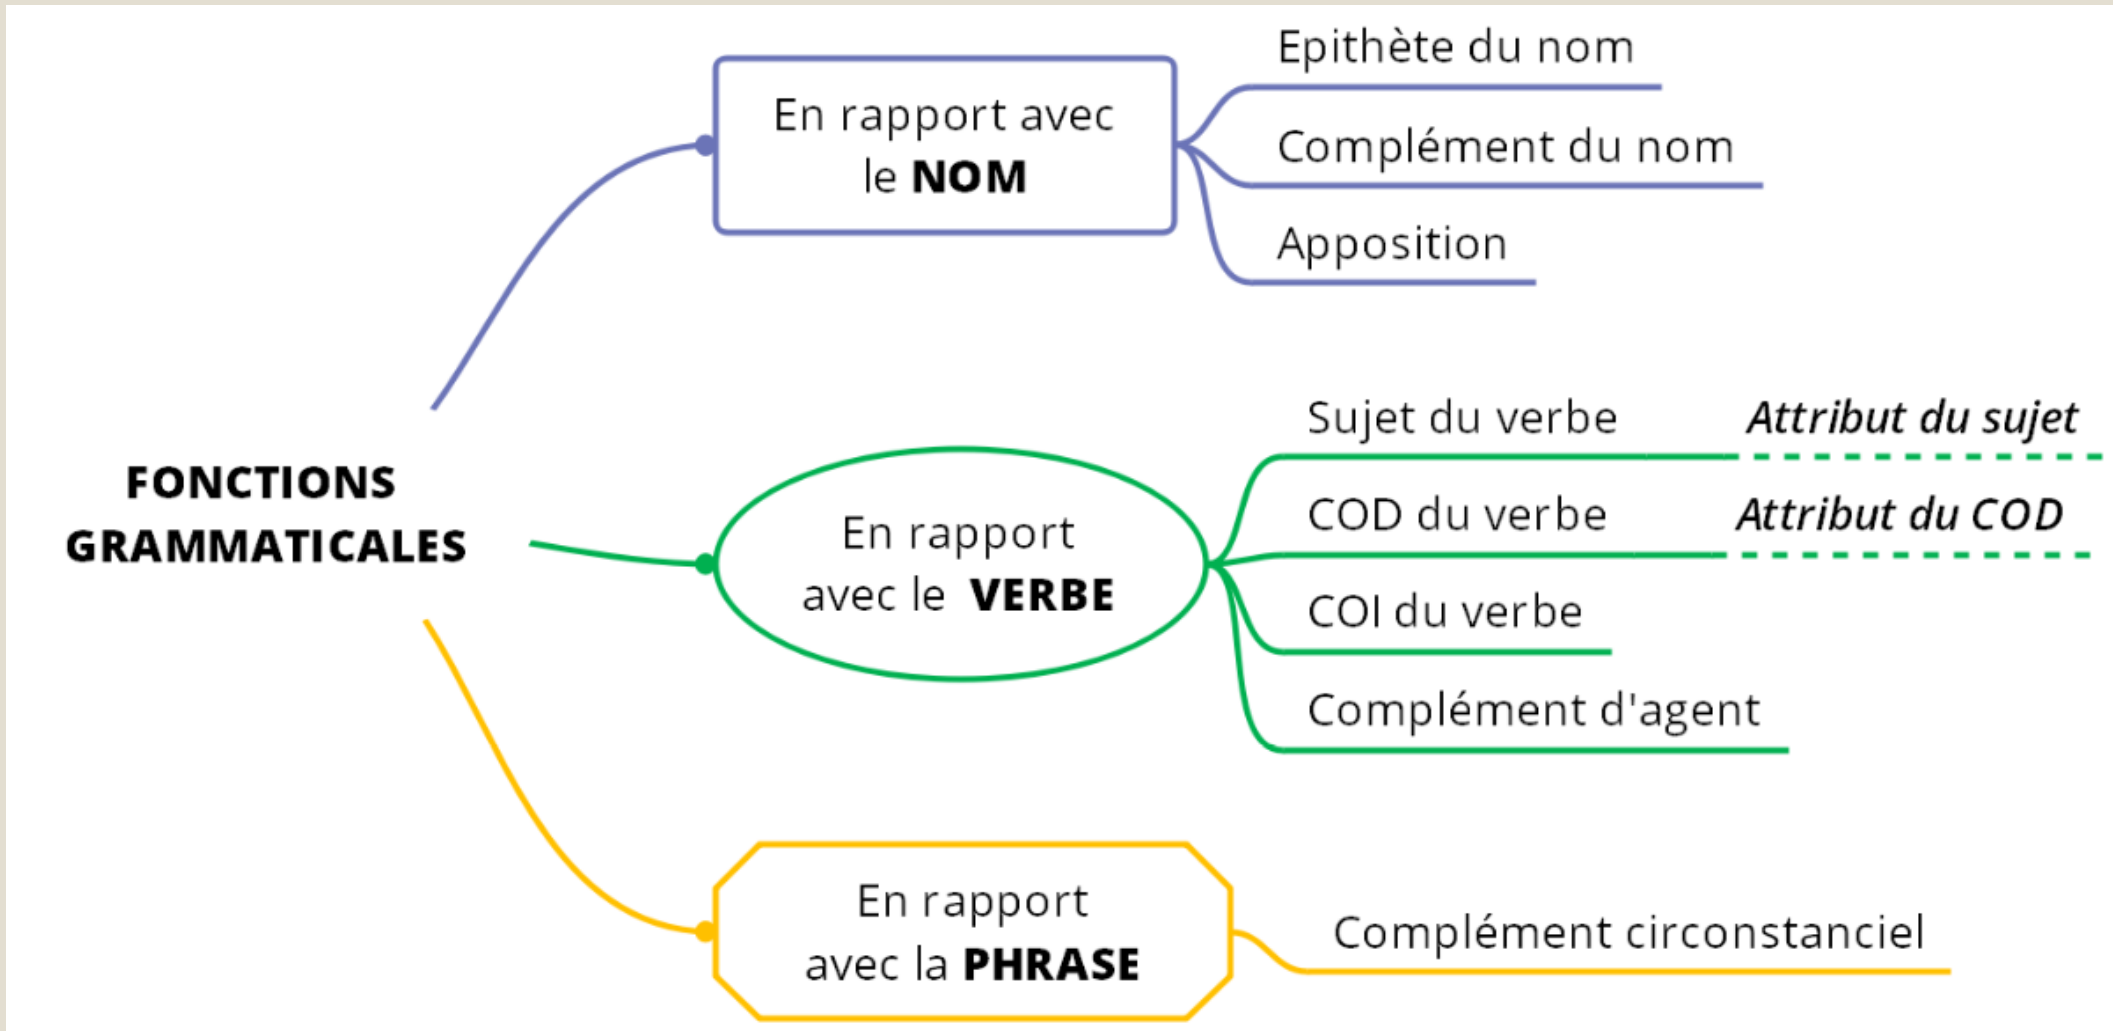 FONCTIONS
GRAMMATICALES
En rapport avec
le NOM
Epithète du nom
Complément du nom
Apposition
En rapport
avec le VERBE
Sujet du verbe
Attribut du sujet
COD du verbe
Attribut du COD
COI du verbe
Complément d'agent
En rapport
avec la PHRASE
Complément circonstanciel